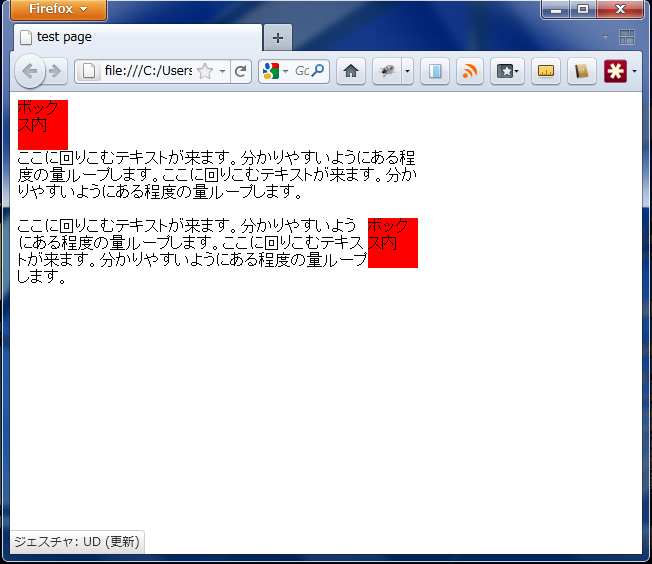 Firefox
test page
file:///C:/Users
Gc
ボック
ス内
ここに回りこむテキストが来ます。分かりやすいようにある程
度の量ループします。ここに回りこむテキストが来ます。分か
りやすいようにある程度の量ループします。
ここに回りこむテキストが来ます。分かりやすいよう
にある程度の量ループします。ここに回りこむテキス
トが来ます。分かりやすいようにある程度の量ループ
します。
ボック
ス内
ジェスチャ: UD (更新)